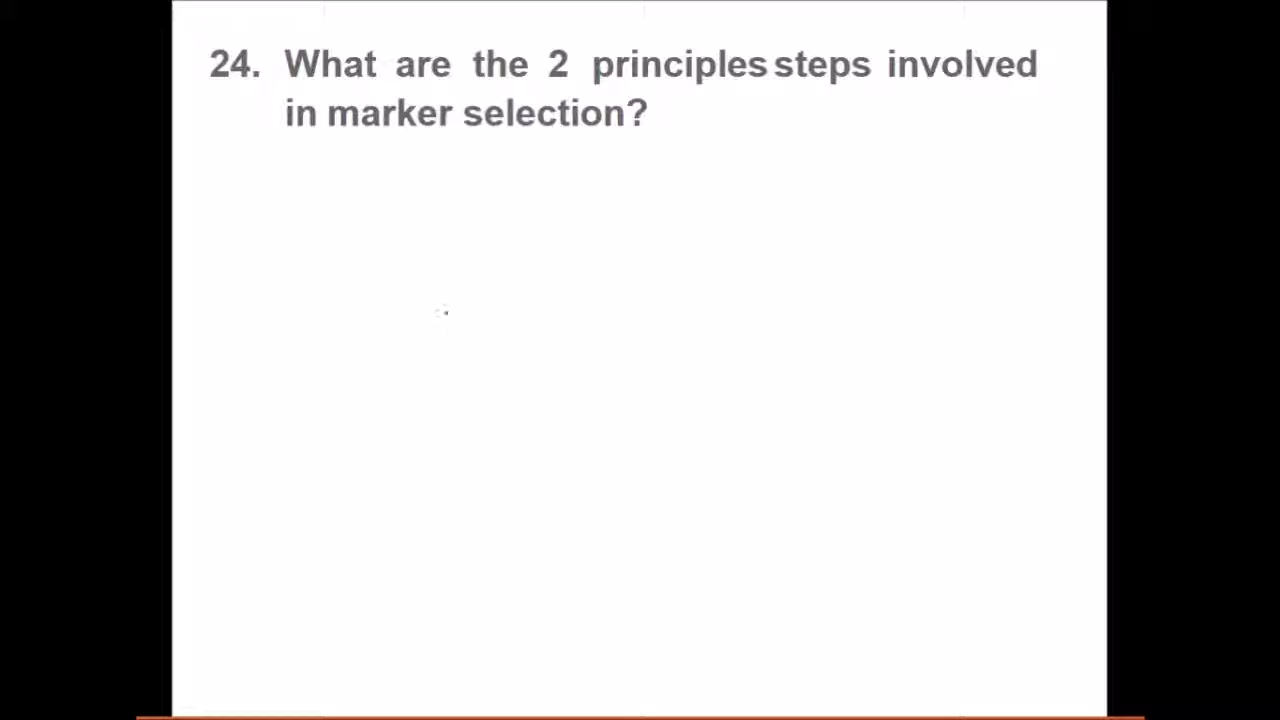 24. What are the 2 principles steps involved
in marker selection?